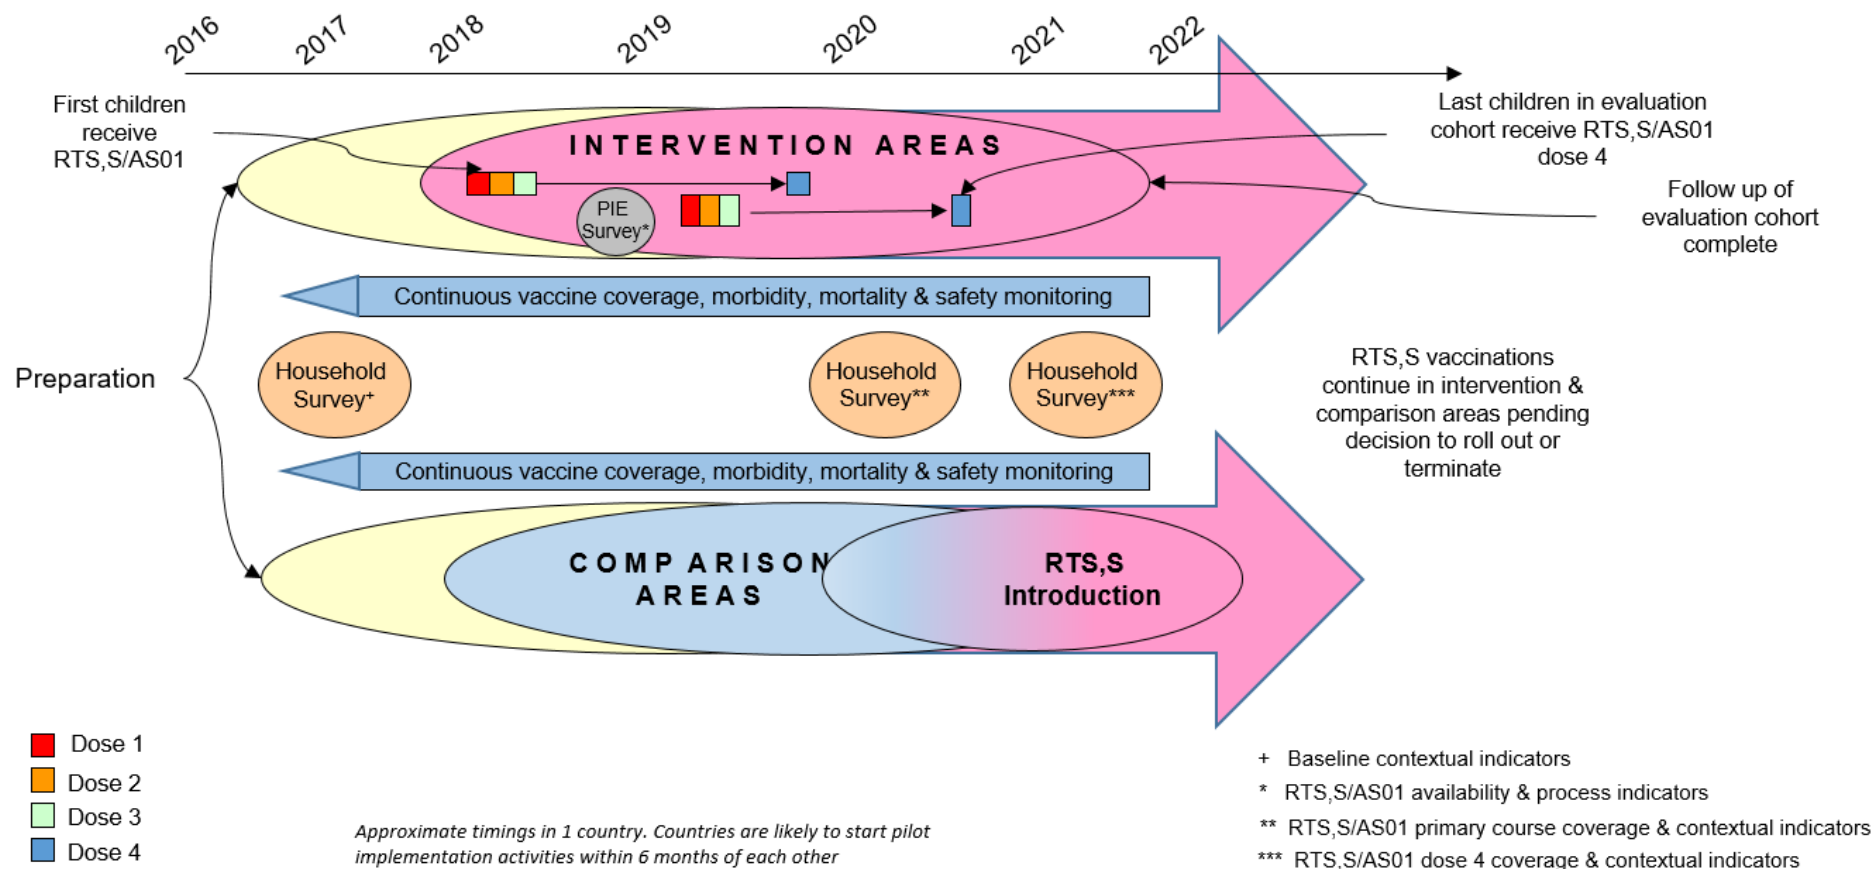 2016
2017
2018
2019
2020
2021
2022
First children
receive
RTS,S/AS01
INTERVENTION AREAS
PIE
Survey*
Last children in evaluation
cohort receive RTS,S/AS01
dose 4
Follow up of
evaluation cohort
complete
Continuous vaccine coverage, morbidity, mortality & safety monitoring
Preparation
Household
Survey+
Household
Survey**
Household
Survey***
RTS,S vaccinations
continue in intervention &
comparison areas pending
decision to roll out or
terminate
Continuous vaccine coverage, morbidity, mortality & safety monitoring
COMP ARISON
AREAS
RTS,S
Introduction
Dose 1
Dose 2
Dose 3
Dose 4
Approximate timings in 1 country. Countries are likely to start pilot
implementation activities within 6 months of each other
+ Baseline contextual indicators
* RTS,S/AS01 availability & process indicators
** RTS,S/AS01 primary course coverage & contextual indicators
*** RTS,S/AS01 dose 4 coverage & contextual indicators